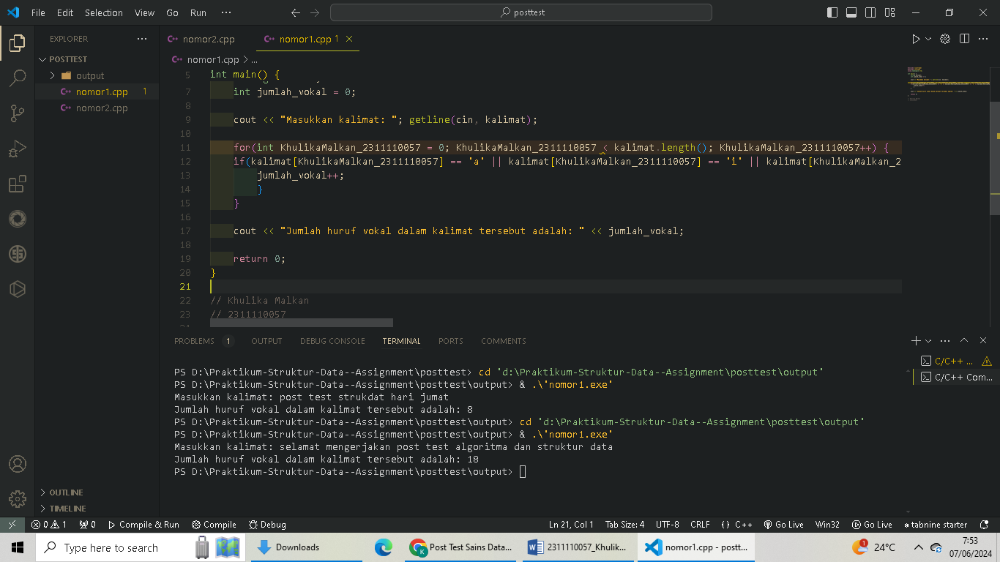 File Edit Selection View Go Run ··· posttest
EXPLORER ···
POSTTEST
output
nomor1.cpp 1
nomor2.cpp
OUTLINE
TIMELINE
nomor2.cpp nomor1.cpp 1
nomor1.cpp > ...
5 int main() {
7 int jumlah_vokal = 0;
8
9 cout << "Masukkan kalimat: "; getline(cin, kalimat);
10
11 for(int KhulikaMalkan_2311110057 = 0; KhulikaMalkan_2311110057 < kalimat.length(); KhulikaMalkan_2311110057++) {
12 if(kalimat[KhulikaMalkan_2311110057] == 'a' || kalimat[KhulikaMalkan_2311110057] == 'i' || kalimat[KhulikaMalkan_2
13 jumlah_vokal++;
14 }
15 }
16
17 cout << "Jumlah huruf vokal dalam kalimat tersebut adalah: " << jumlah_vokal;
18
19 return 0;
20 }
21
22 // Khulika Malkan
23 // 2311110057
PROBLEMS 1 OUTPUT DEBUG CONSOLE TERMINAL PORTS COMMENTS
C/C++ ...
C/C++ Com...
PS D:\Praktikum-Struktur-Data--Assignment\posttest> cd 'd:\Praktikum-Struktur-Data--Assignment\posttest\output'
PS D:\Praktikum-Struktur-Data--Assignment\posttest\output> & .\'nomor1.exe'
Masukkan kalimat: post test strukdat hari jumat
Jumlah huruf vokal dalam kalimat tersebut adalah: 8
PS D:\Praktikum-Struktur-Data--Assignment\posttest\output> cd 'd:\Praktikum-Struktur-Data--Assignment\posttest\output'
PS D:\Praktikum-Struktur-Data--Assignment\posttest\output> & .\'nomor1.exe'
Masukkan kalimat: selamat mengerjakan post test algoritma dan struktur data
Jumlah huruf vokal dalam kalimat tersebut adalah: 18
PS D:\Praktikum-Struktur-Data--Assignment\posttest\output>
0 1 0 Compile & Run Compile Debug Ln 21, Col 1 Tab Size: 4 UTF-8 CRLF {} C++ Go Live Win32 Go Live tabnine starter
Type here to search Downloads Post Test Sains Data... 2311110057_Khulik... nomor1.cpp - postt... 1 24°C 7:53
07/06/2024